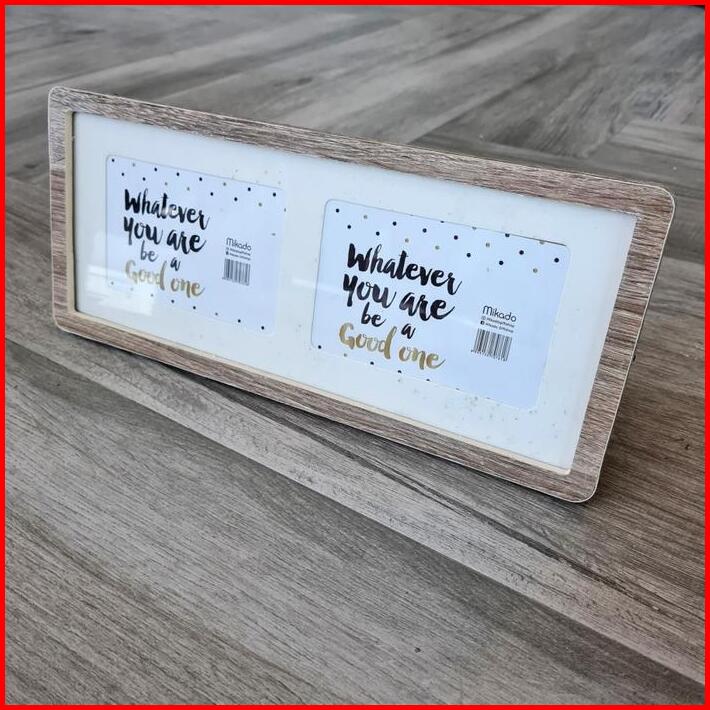 Whatever
you are
be a
Good one
Mikado
Whatever
you are
be a
Good one
Mikado